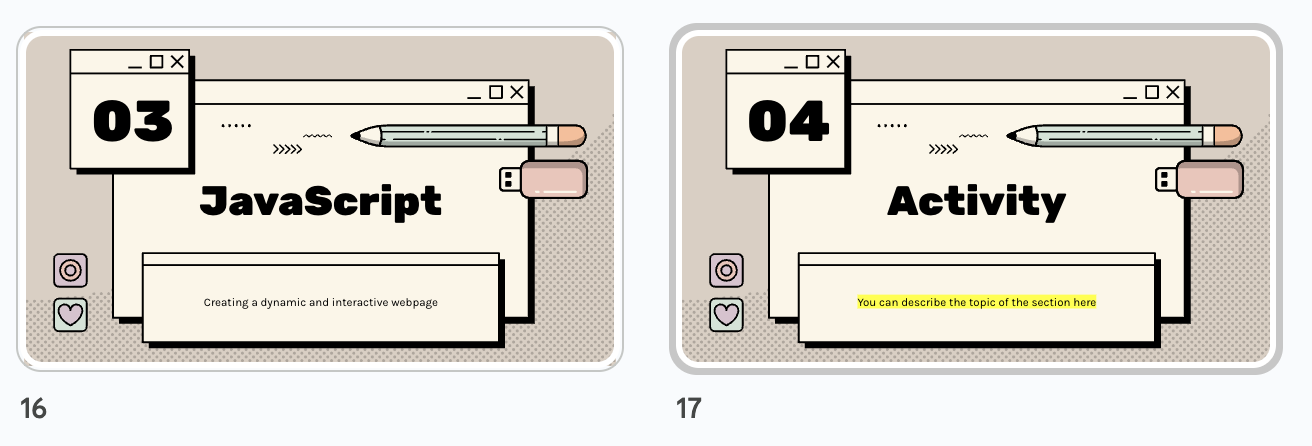 03
JavaScript
Creating a dynamic and interactive webpage
16
04
Activity
You can describe the topic of the section here
17